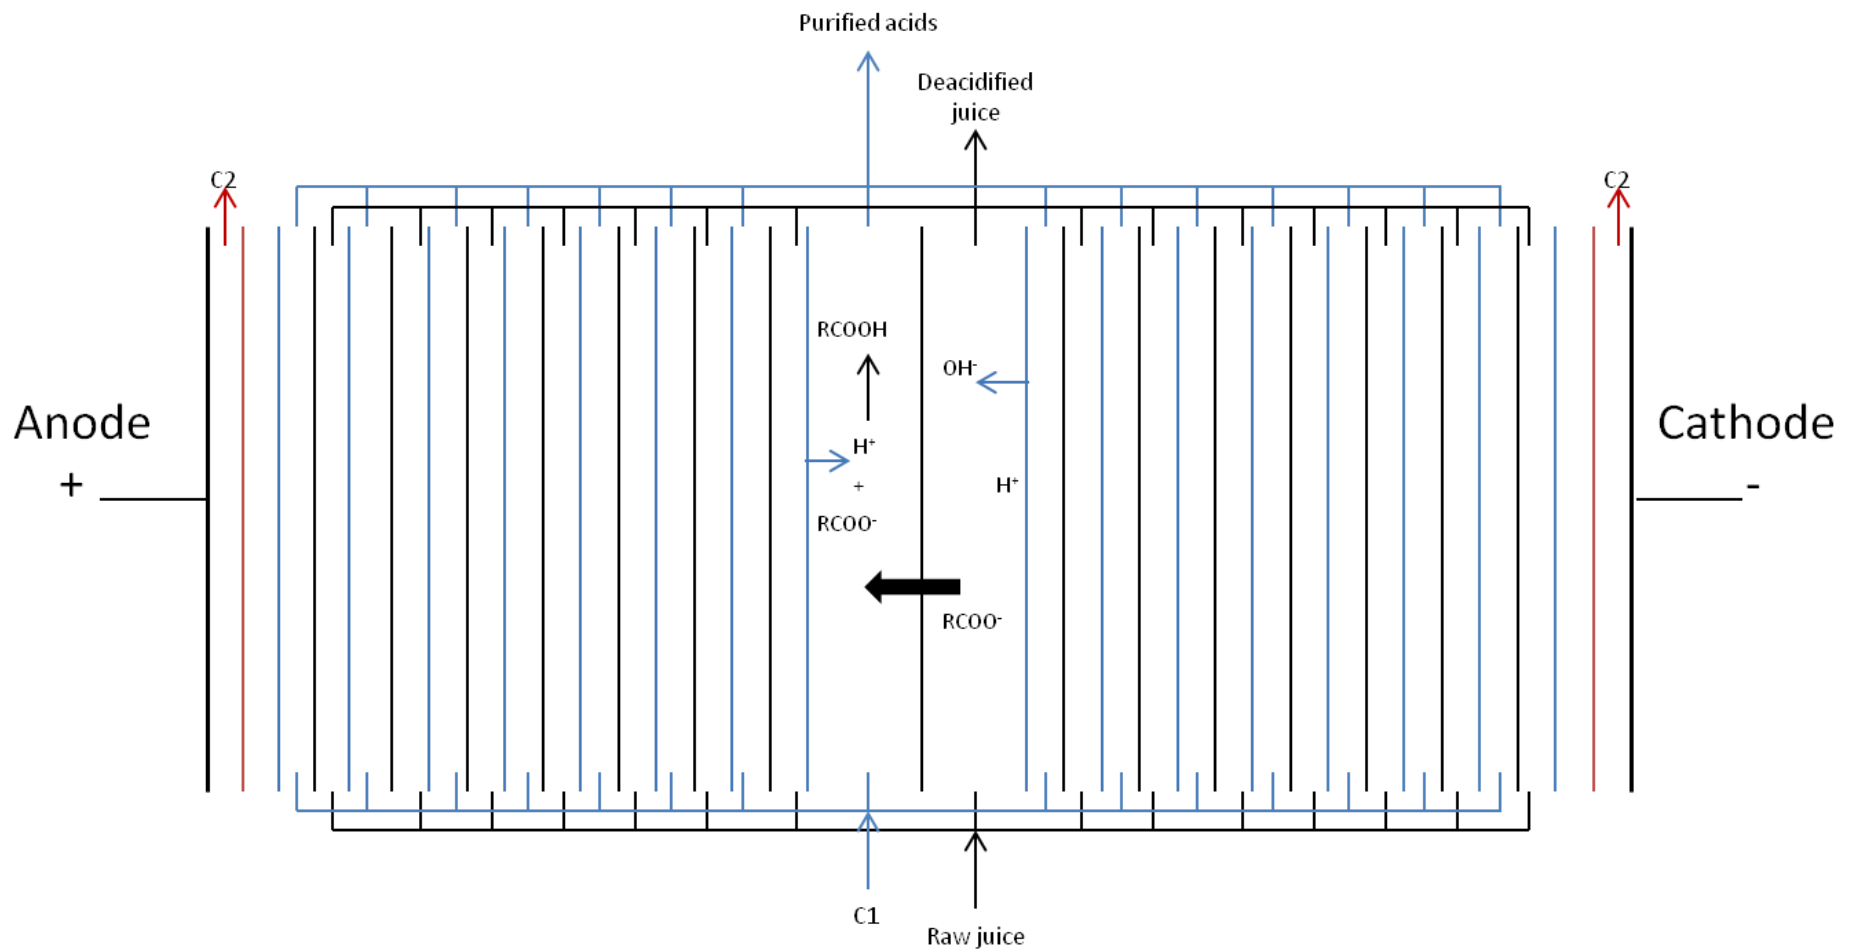 Purified acids
Deacidified
juice
C2
C2
RCOOH
OH⁻
Anode
Cathode
H⁺
+
-
+
H⁺
RCOO⁻
RCOO⁻
C1
Raw juice